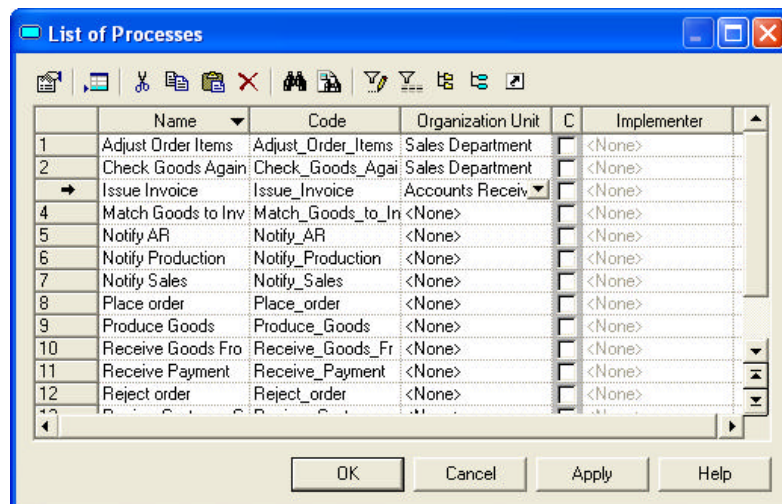 List of Processes
Name Code Organization Unit C Implementer
1 Adjust Order Items Adjust_Order_Items Sales Department <None>
2 Check Goods Again Check_Goods_Agai Sales Department <None>
Issue Invoice Issue_Invoice Accounts Receiv <None>
4 Match Goods to Inv Match_Goods_to_In <None> <None>
5 Notify AR Notify_AR <None> <None>
6 Notify Production Notify_Production <None> <None>
7 Notify Sales Notify_Sales <None> <None>
8 Place order Place_order <None> <None>
9 Produce Goods Produce_Goods <None> <None>
10 Receive Goods Fro Receive_Goods_Fr <None> <None>
11 Receive Payment Receive_Payment <None> <None>
12 Reject order Reject_order <None> <None>
OK Cancel Apply Help